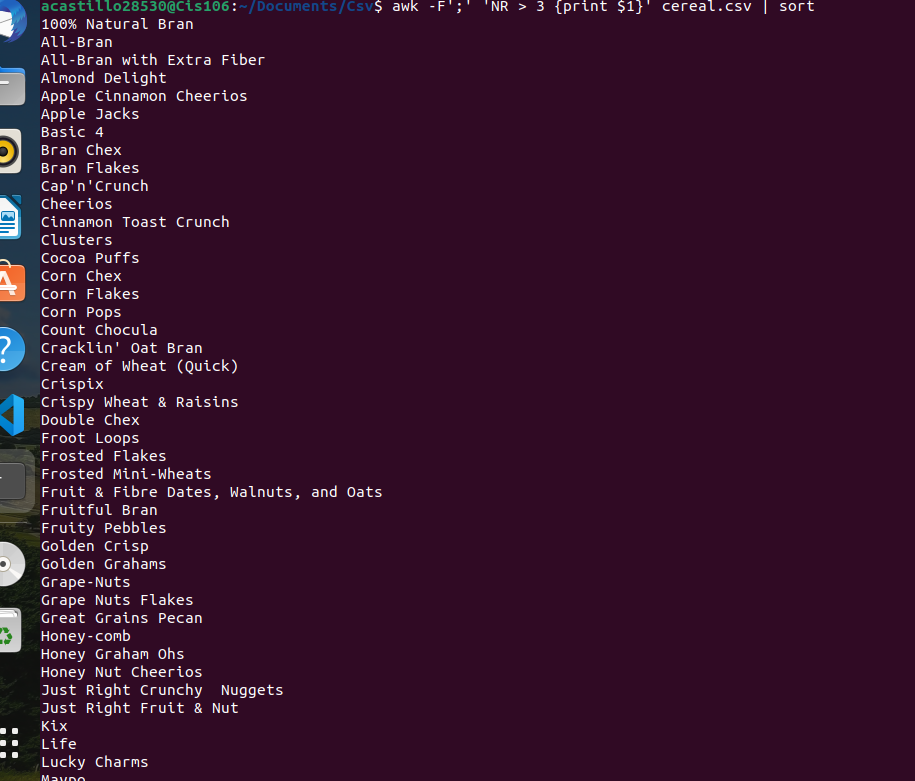 acastillo28530@Cis106:~/Documents/Csv$ awk -F';' 'NR > 3 {print $1}' cereal.csv | sort
100% Natural Bran
All-Bran
All-Bran with Extra Fiber
Almond Delight
Apple Cinnamon Cheerios
Apple Jacks
Basic 4
Bran Chex
Bran Flakes
Cap'n'Crunch
Cheerios
Cinnamon Toast Crunch
Clusters
Cocoa Puffs
Corn Chex
Corn Flakes
Corn Pops
Count Chocula
Cracklin' Oat Bran
Cream of Wheat (Quick)
Crispix
Crispy Wheat & Raisins
Double Chex
Froot Loops
Frosted Flakes
Frosted Mini-Wheats
Fruit & Fibre Dates, Walnuts, and Oats
Fruitful Bran
Fruity Pebbles
Golden Crisp
Golden Grahams
Grape-Nuts
Grape Nuts Flakes
Great Grains Pecan
Honey-comb
Honey Graham Ohs
Honey Nut Cheerios
Just Right Crunchy  Nuggets
Just Right Fruit & Nut
Kix
Life
Lucky Charms
Maypo